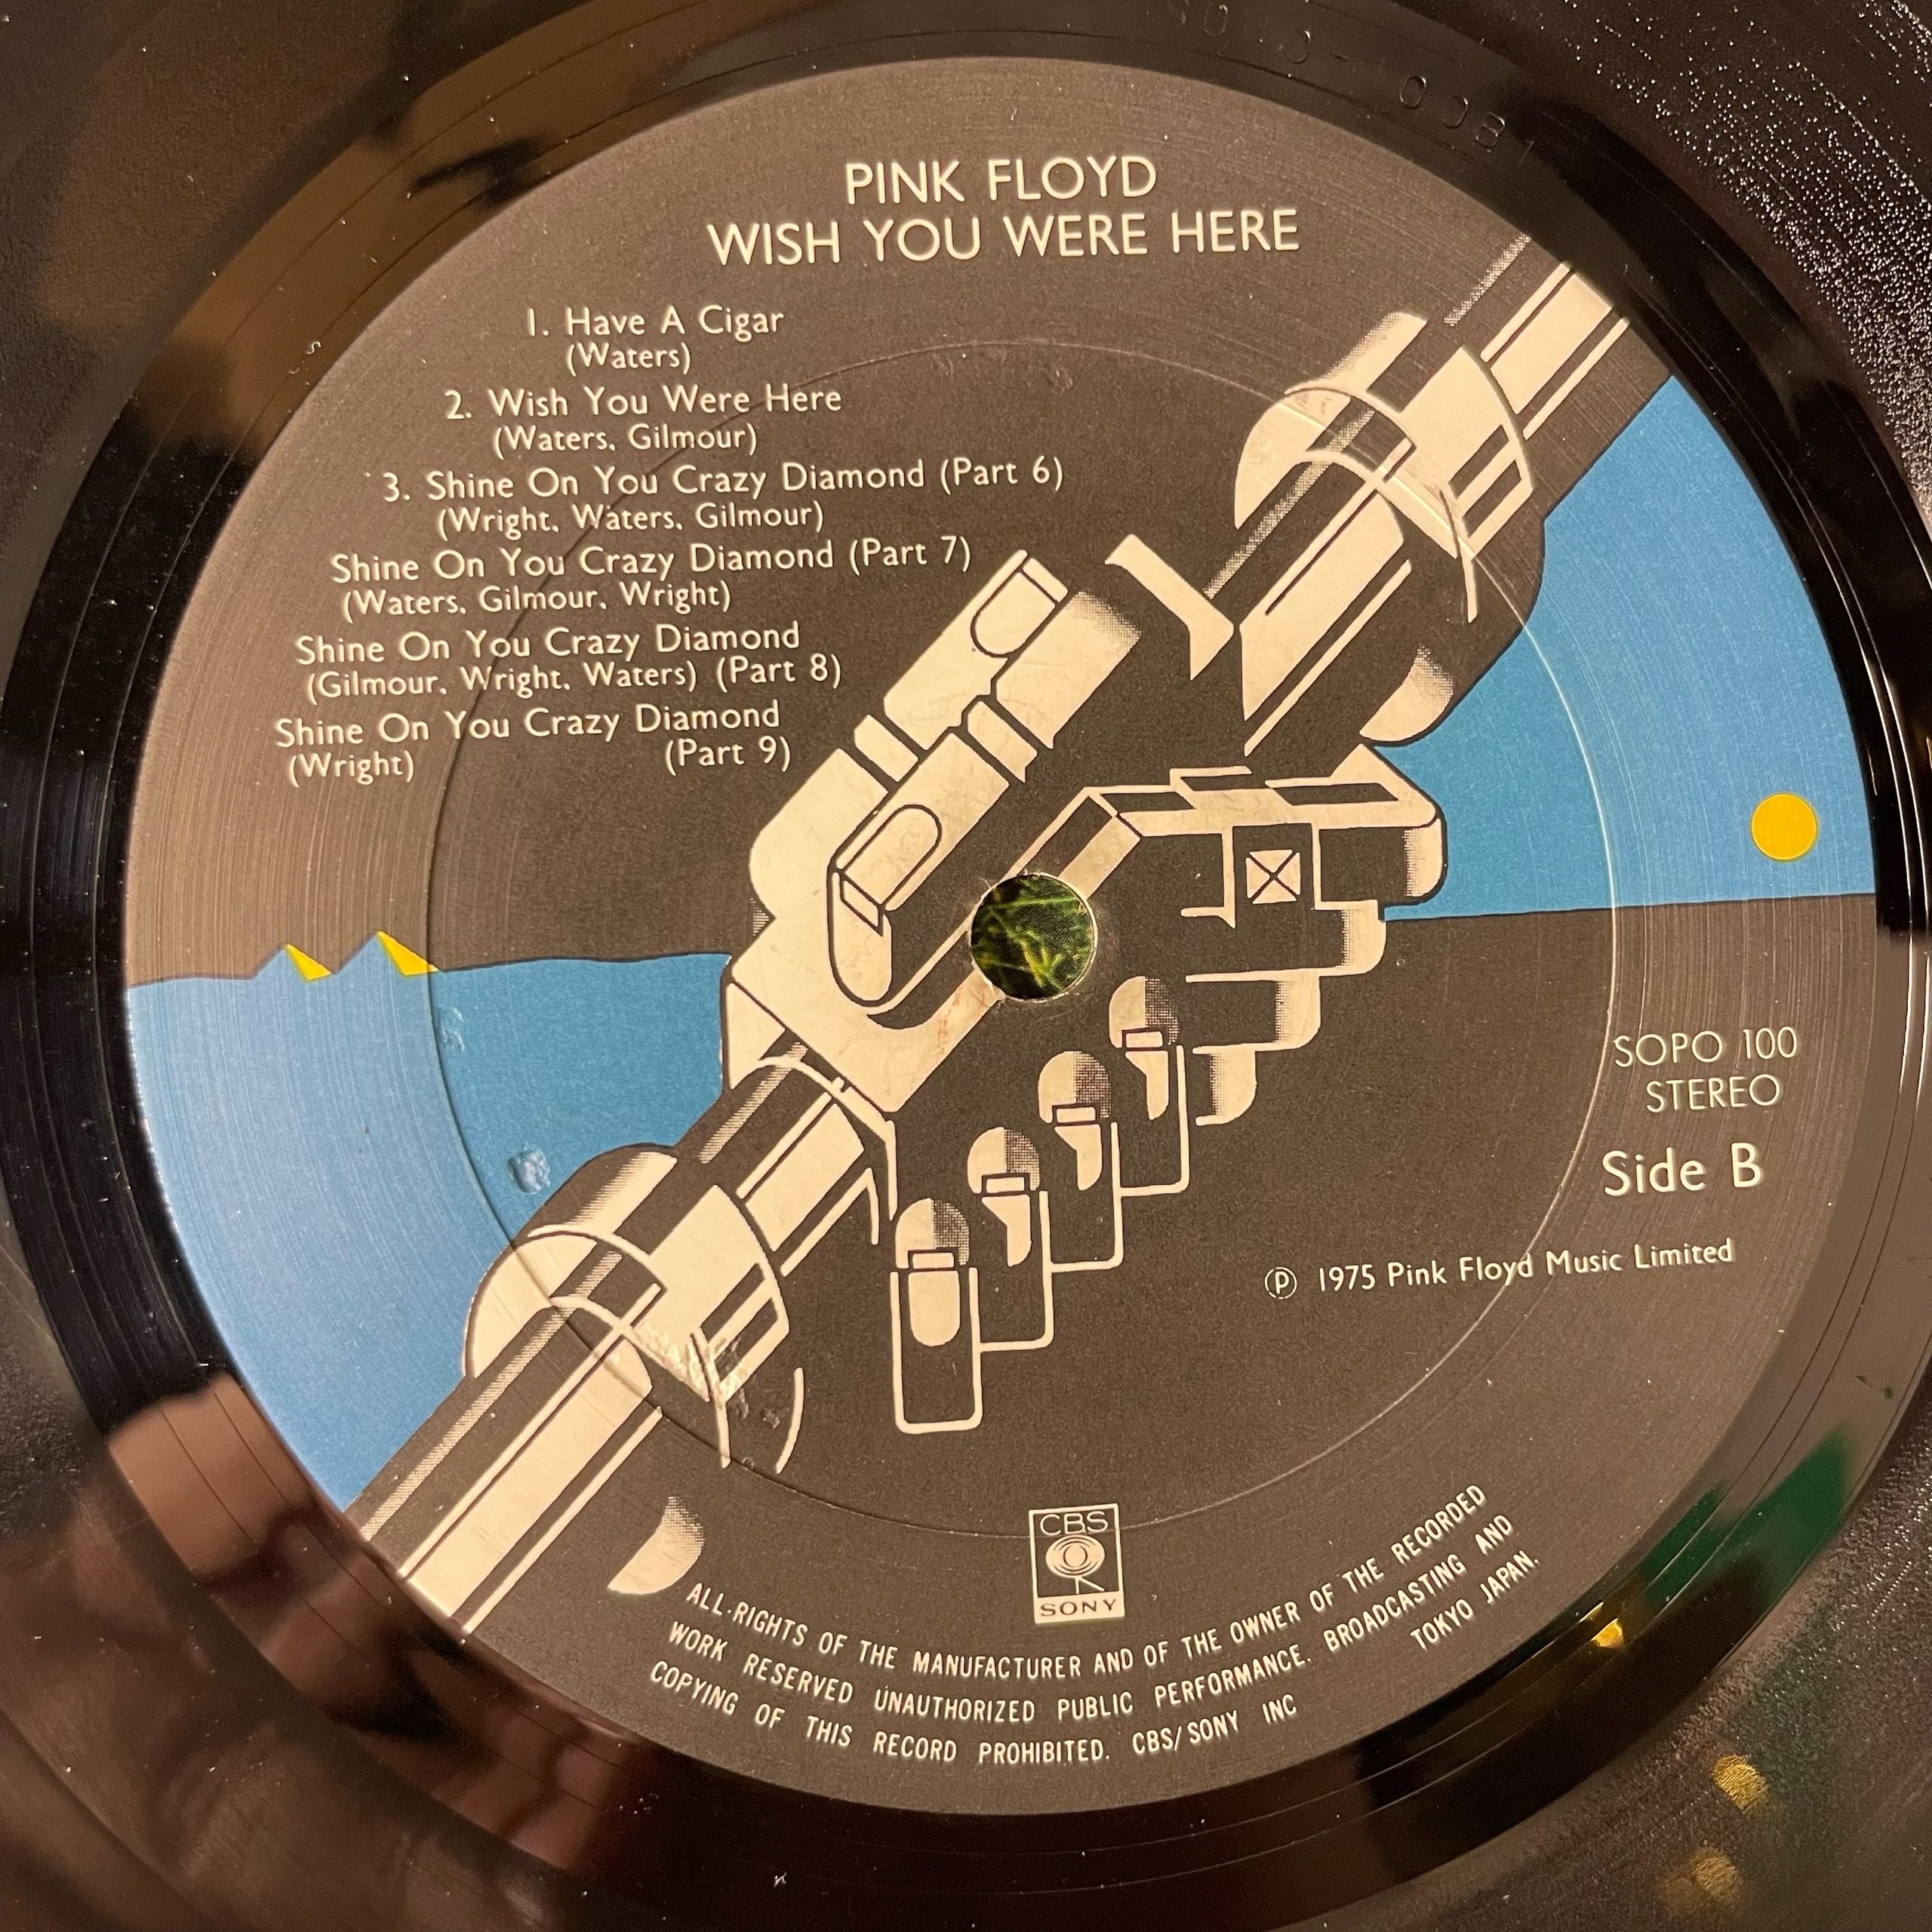 PINK FLOYD
WISH YOU WERE HERE
1. Have A Cigar
(Waters)
2. Wish You Were Here
(Waters, Gilmour)
3. Shine On You Crazy Diamond (Part 6)
(Wright, Waters, Gilmour)
Shine On You Crazy Diamond (Part 7)
(Waters, Gilmour, Wright)
Shine On You Crazy Diamond
(Gilmour, Wright, Waters) (Part 8)
Shine On You Crazy Diamond
(Wright) (Part 9)
SOPO 100
STEREO
Side B
℗ 1975 Pink Floyd Music Limited
CBS
SONY
ALL RIGHTS OF THE MANUFACTURER AND OF THE OWNER OF THE RECORDED
WORK RESERVED UNAUTHORIZED PUBLIC PERFORMANCE. BROADCASTING AND
COPYING OF THIS RECORD PROHIBITED. CBS/SONY INC TOKYO JAPAN.